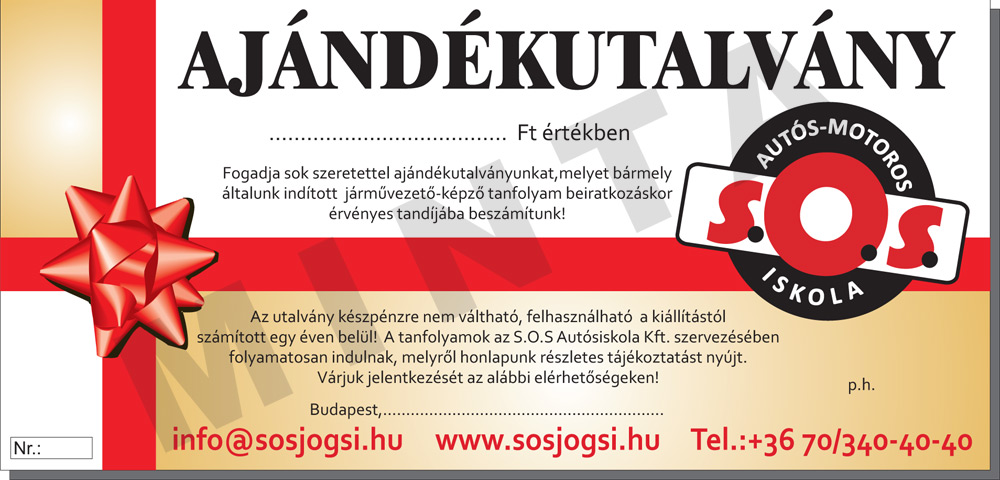 AJÁNDÉKUTALVÁNY
...................................... Ft értékben
AUTÓS-MOTOROS
S.O.S.
ISKOLA
Fogadja sok szeretettel ajándékutalványunkat,melyet bármely
általunk indított járművezető-képző tanfolyam beiratkozáskor
érvényes tandíjába beszámítunk!
MINTA
Az utalvány készpénzre nem váltható, felhasználható a kiállítástól
számított egy éven belül! A tanfolyamok az S.O.S Autósiskola Kft. szervezésében
folyamatosan indulnak, melyről honlapunk részletes tájékoztatást nyújt.
Várjuk jelentkezését az alábbi elérhetőségeken!
p.h.
Budapest,.............................................................
Nr.:
info@sosjogsi.hu www.sosjogsi.hu Tel.:+36 70/340-40-40